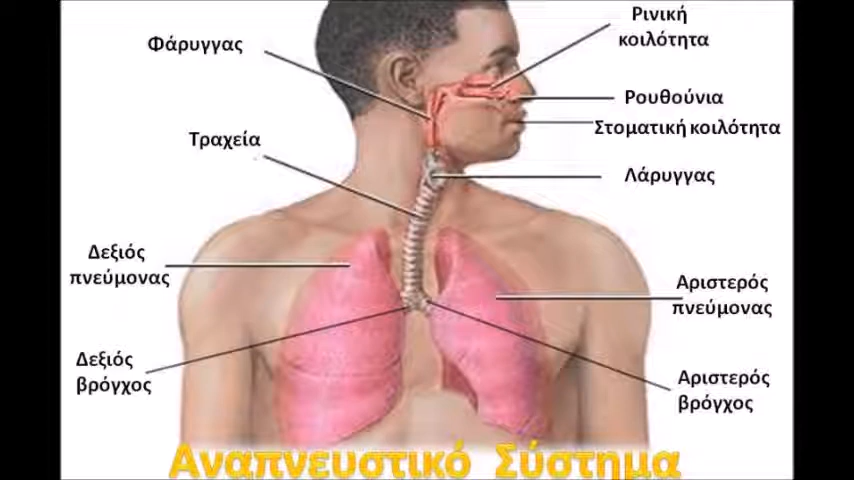 Ρινική
κοιλότητα
Φάρυγγας
Ρουθούνια
Στοματική κοιλότητα
Τραχεία
Λάρυγγας
Δεξιός
πνεύμονας
Αριστερός
πνεύμονας
Δεξιός
βρόγχος
Αριστερός
βρόγχος
Αναπνευστικό Σύστημα